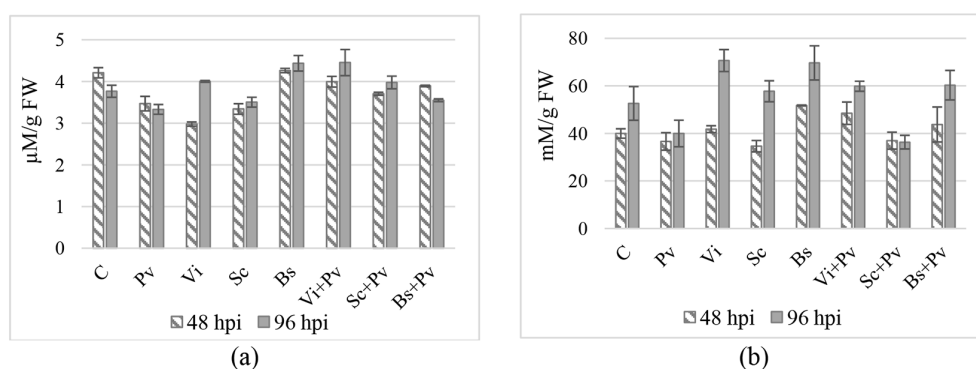 5
4
3
2
1
0
µM/g FW
C Pv Vi Sc Bs Vi+Pv Sc+Pv Bs+Pv
48 hpi 96 hpi
(a)
80
60
40
20
0
mM/g FW
C Pv Vi Sc Bs Vi+Pv Sc+Pv Bs+Pv
48 hpi 96 hpi
(b)